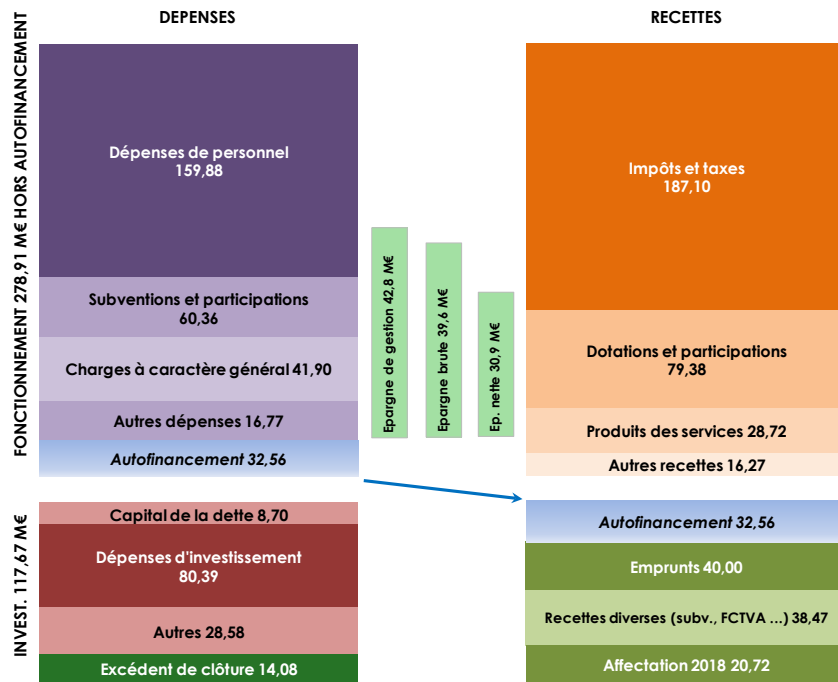 DEPENSES
RECETTES
FONCTIONNEMENT 278,91 M€ HORS AUTOFINANCEMENT
Dépenses de personnel
159,88
Subventions et participations
60,36
Charges à caractère général 41,90
Autres dépenses 16,77
Autofinancement 32,56
Epargne de gestion 42,8 M€
Epargne brute 39,6 M€
Ep. nette 30,9 M€
Impôts et taxes
187,10
Dotations et participations
79,38
Produits des services 28,72
Autres recettes 16,27
INVEST. 117,67 M€
Capital de la dette 8,70
Dépenses d'investissement
80,39
Autres 28,58
Excédent de clôture 14,08
Autofinancement 32,56
Emprunts 40,00
Recettes diverses (subv., FCTVA ...) 38,47
Affectation 2018 20,72